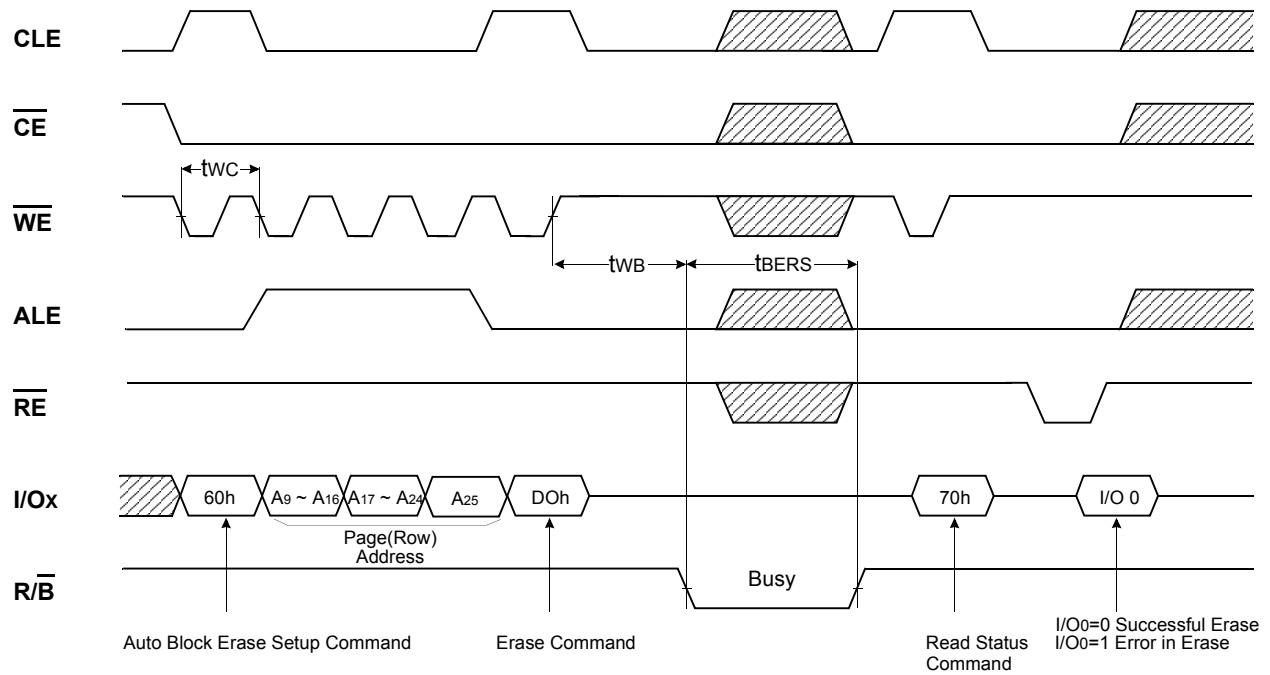 CLE
CE
tWC
WE
tWB
tBERS
ALE
RE
I/Ox
60h
A9 ~ A16
A17 ~ A24
A25
DOh
70h
I/O 0
Page(Row)
Address
R/B
Busy
Auto Block Erase Setup Command
Erase Command
Read Status
Command
I/O0=0 Successful Erase
I/O0=1 Error in Erase